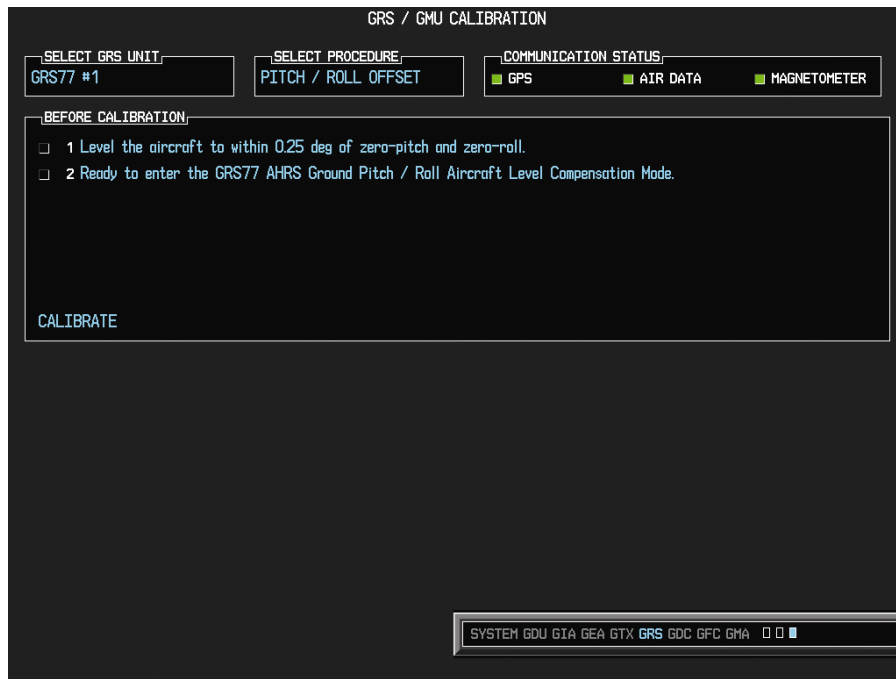 GRS / GMU CALIBRATION
SELECT GRS UNIT
GRS77 #1
SELECT PROCEDURE
PITCH / ROLL OFFSET
COMMUNICATION STATUS
GPS AIR DATA MAGNETOMETER
BEFORE CALIBRATION
1 Level the aircraft to within 0.25 deg of zero-pitch and zero-roll.
2 Ready to enter the GRS77 AHRS Ground Pitch / Roll Aircraft Level Compensation Mode.
CALIBRATE
SYSTEM GDU GIA GEA GTX GRS GDC GFC GMA